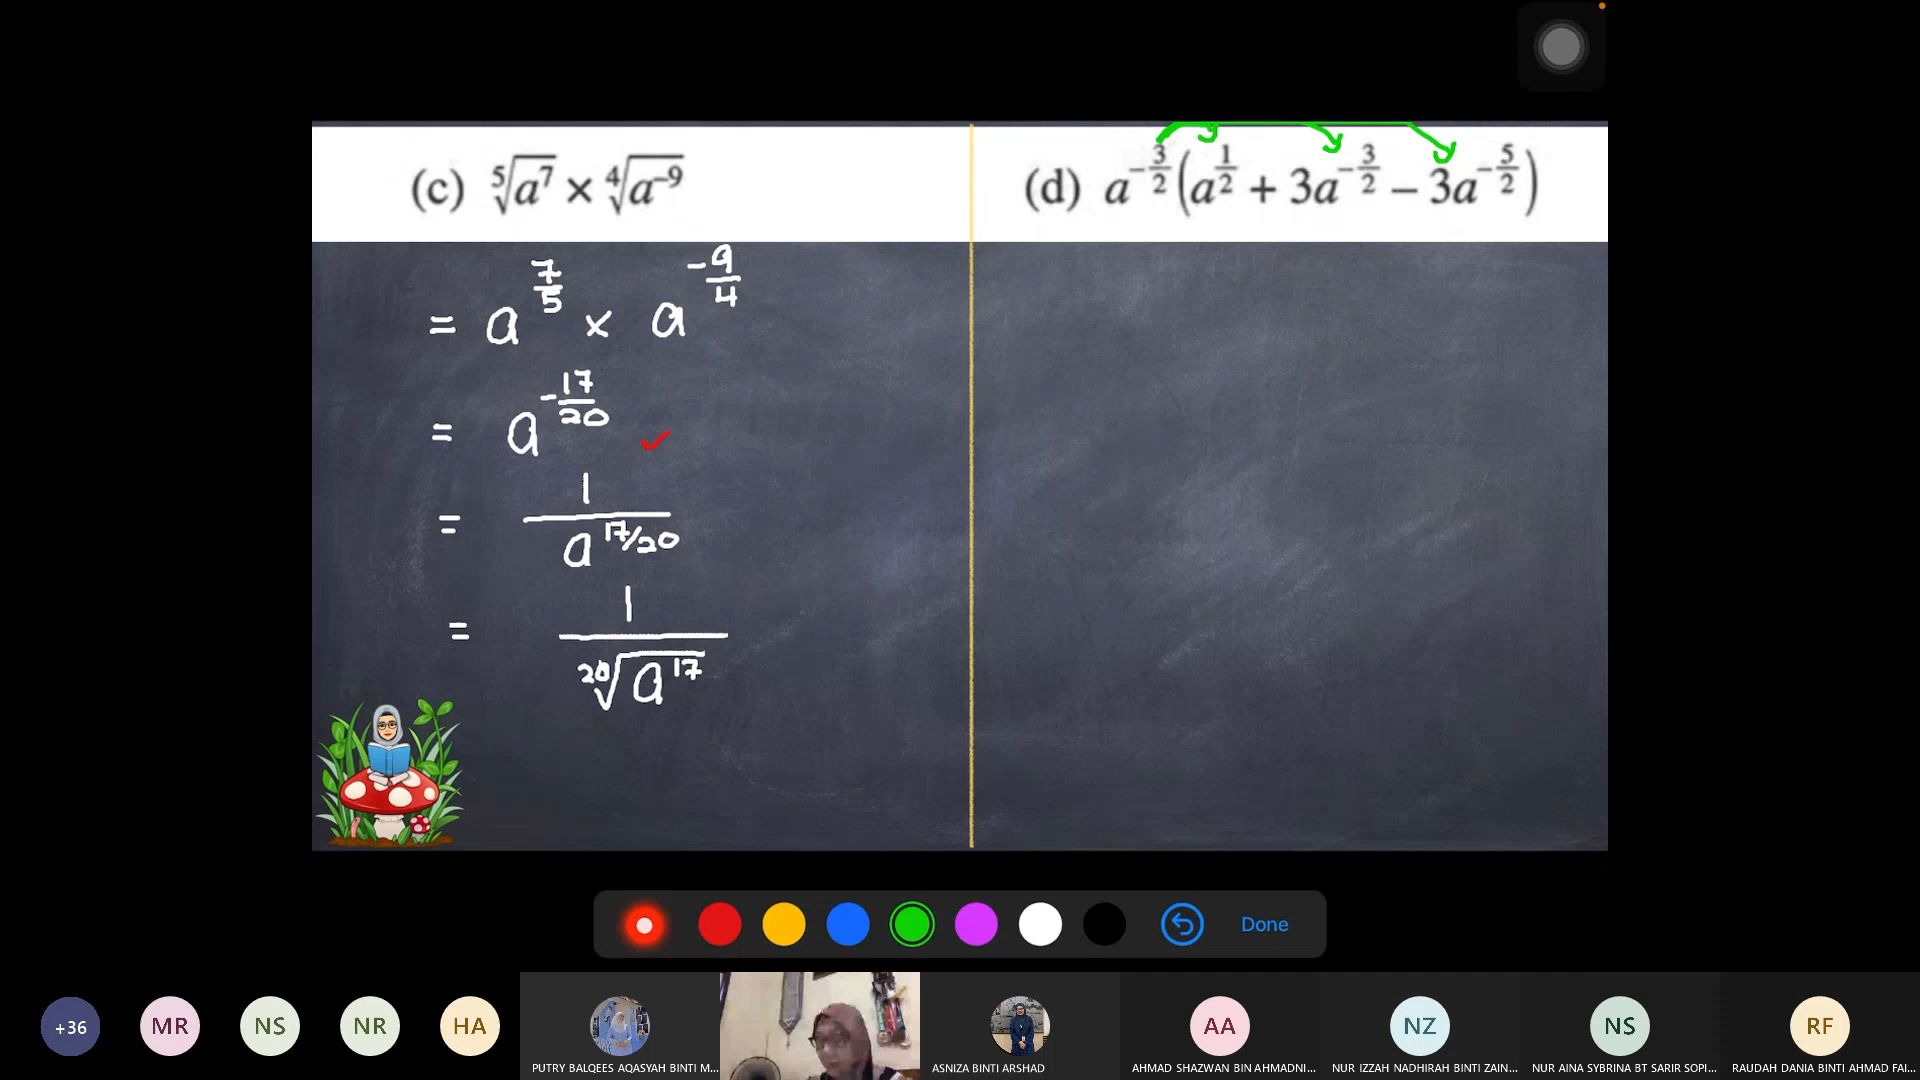 (c) ⁵√a⁷ × ⁴√a⁻⁹
(d) a^(-3/2) (a^(1/2) + 3a^(-3/2) – 3a^(-5/2))
= a^(7/5) × a^(-9/4)
= a^(-17/20) ✓
= 1 / a^(17/20)
= 1 / ²⁰√a¹⁷
Done
+36
MR
NS
NR
HA
PUTRY BALQEES AQASYAH BINTI M...
ASNIZA BINTI ARSHAD
AA
AHMAD SHAZWAN BIN AHMADNI...
NZ
NUR IZZAH NADHIRAH BINTI ZAIN...
NS
NUR AINA SYBRINA BT SARIR SOPI...
RF
RAUDAH DANIA BINTI AHMAD FAI...